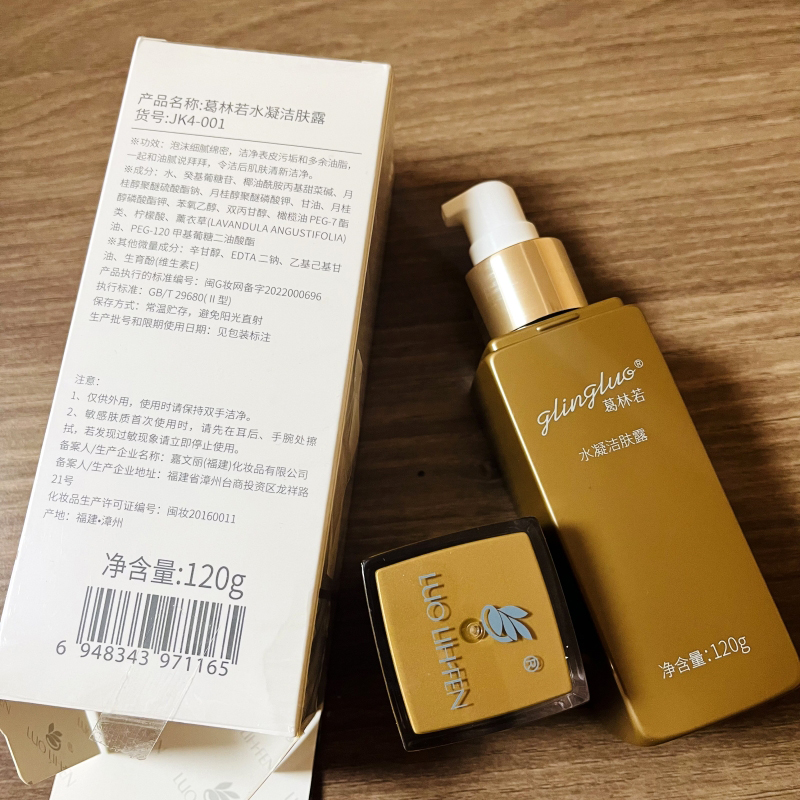 产品名称:葛林若水凝洁肤露
货号:JK4-001
※功效：泡沫细腻绵密，洁净表皮污垢和多余油脂，
一起和油腻说拜拜，令洁后肌肤清新洁净。
※成分：水、癸基葡糖苷、椰油酰胺丙基甜菜碱、月
桂醇聚醚硫酸酯钠、月桂醇聚醚磷酸钾、甘油、月桂
醇磷酸酯钾、苯氧乙醇、双丙甘醇、橄榄油 PEG-7 酯
类、柠檬酸、薰衣草(LAVANDULA ANGUSTIFOLIA)
油、PEG-120 甲基葡糖二油酸酯
※其他微量成分：辛甘醇、EDTA 二钠、乙基己基甘
油、生育酚(维生素E)
产品执行的标准编号：闽G妆网备字2022000696
执行标准：GB/T 29680(Ⅱ型)
保存方式：常温贮存，避免阳光直射
生产批号和限期使用日期：见包装标注
注意：
1、仅供外用，使用时请保持双手洁净。
2、敏感肤质首次使用时，请先在耳后、手腕处擦
拭，若发现过敏现象请立即停止使用。
备案人/生产企业名称：嘉文丽(福建)化妆品有限公司
备案人/生产企业地址：福建省漳州台商投资区龙祥路
21号
化妆品生产许可证编号：闽妆20160011
产地：福建•漳州
净含量:120g
6 948343 971165
glingluo®
葛林若
水凝洁肤露
净含量:120g
LUO LIHFEN
®